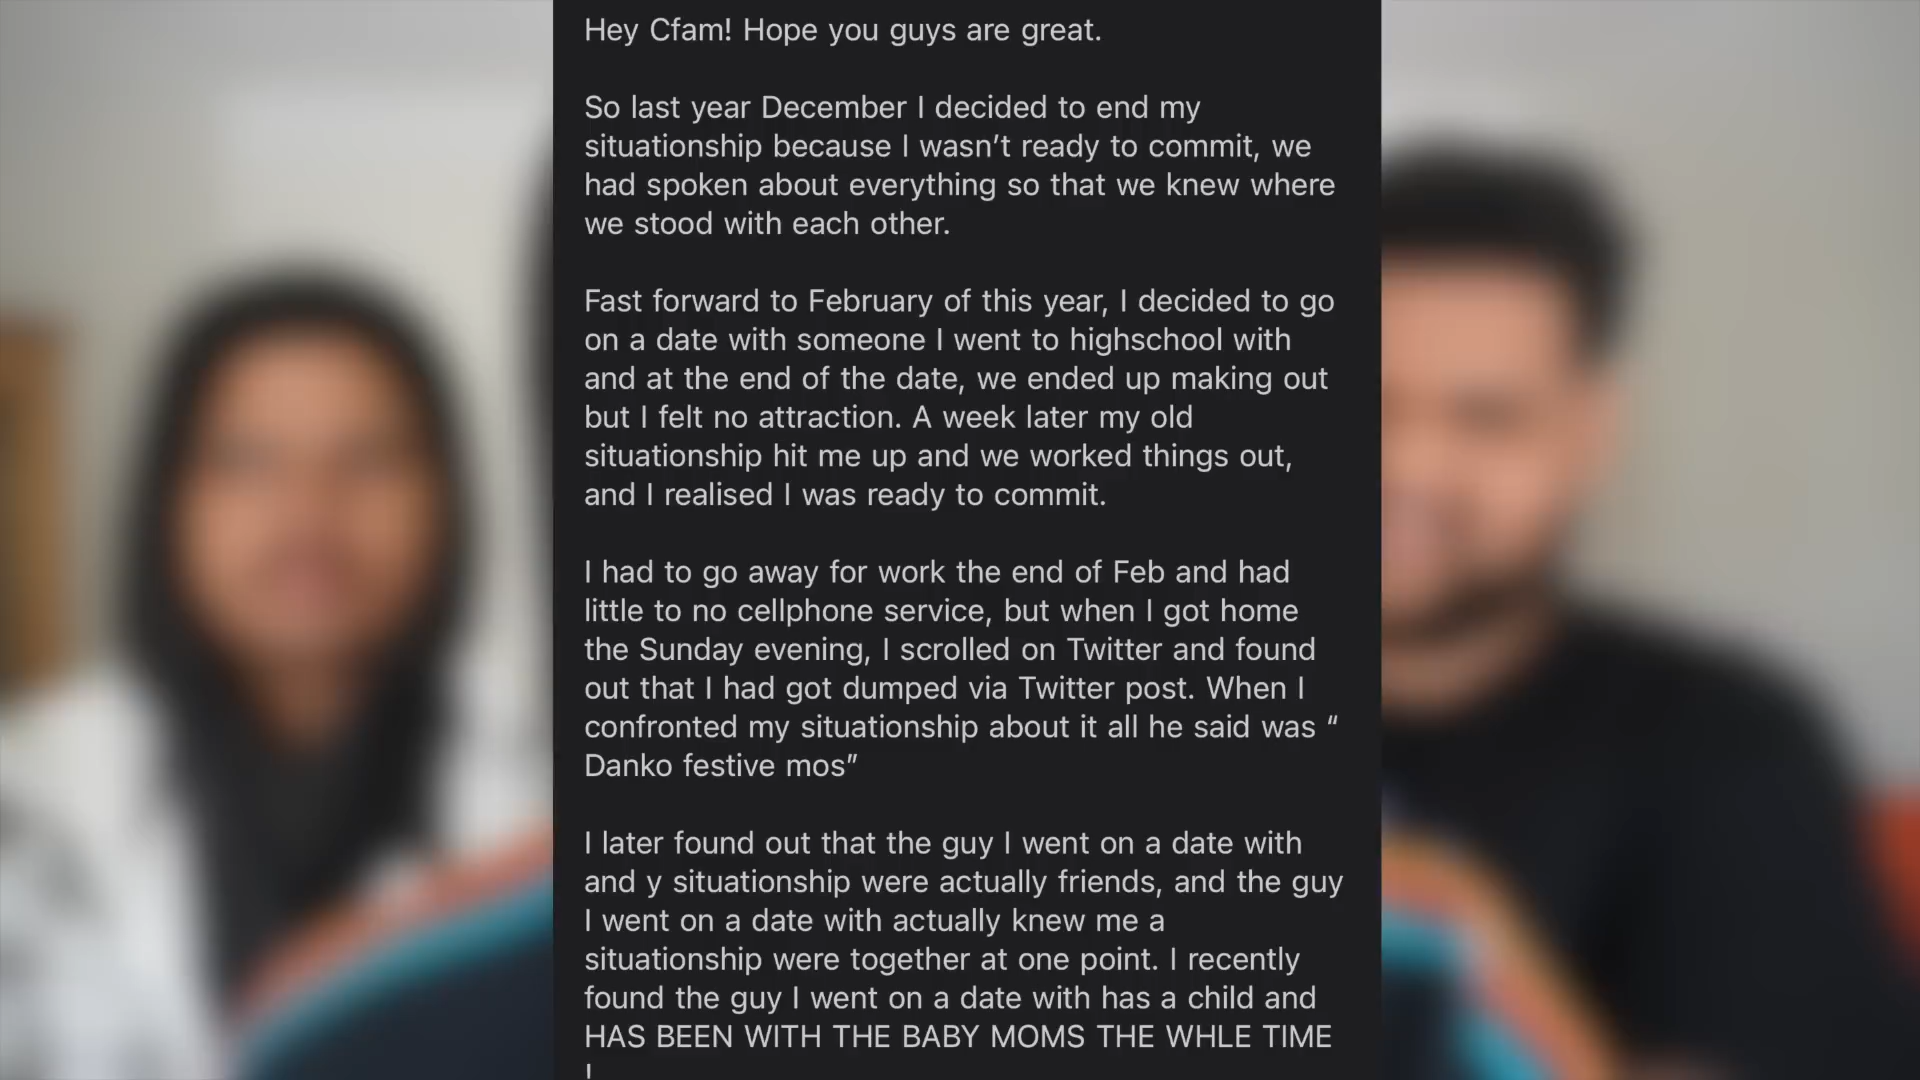 Hey Cfam! Hope you guys are great.
So last year December I decided to end my
situationship because I wasn’t ready to commit, we
had spoken about everything so that we knew where
we stood with each other.
Fast forward to February of this year, I decided to go
on a date with someone I went to highschool with
and at the end of the date, we ended up making out
but I felt no attraction. A week later my old
situationship hit me up and we worked things out,
and I realised I was ready to commit.
I had to go away for work the end of Feb and had
little to no cellphone service, but when I got home
the Sunday evening, I scrolled on Twitter and found
out that I had got dumped via Twitter post. When I
confronted my situationship about it all he said was “
Danko festive mos”
I later found out that the guy I went on a date with
and y situationship were actually friends, and the guy
I went on a date with actually knew me a
situationship were together at one point. I recently
found the guy I went on a date with has a child and
HAS BEEN WITH THE BABY MOMS THE WHLE TIME